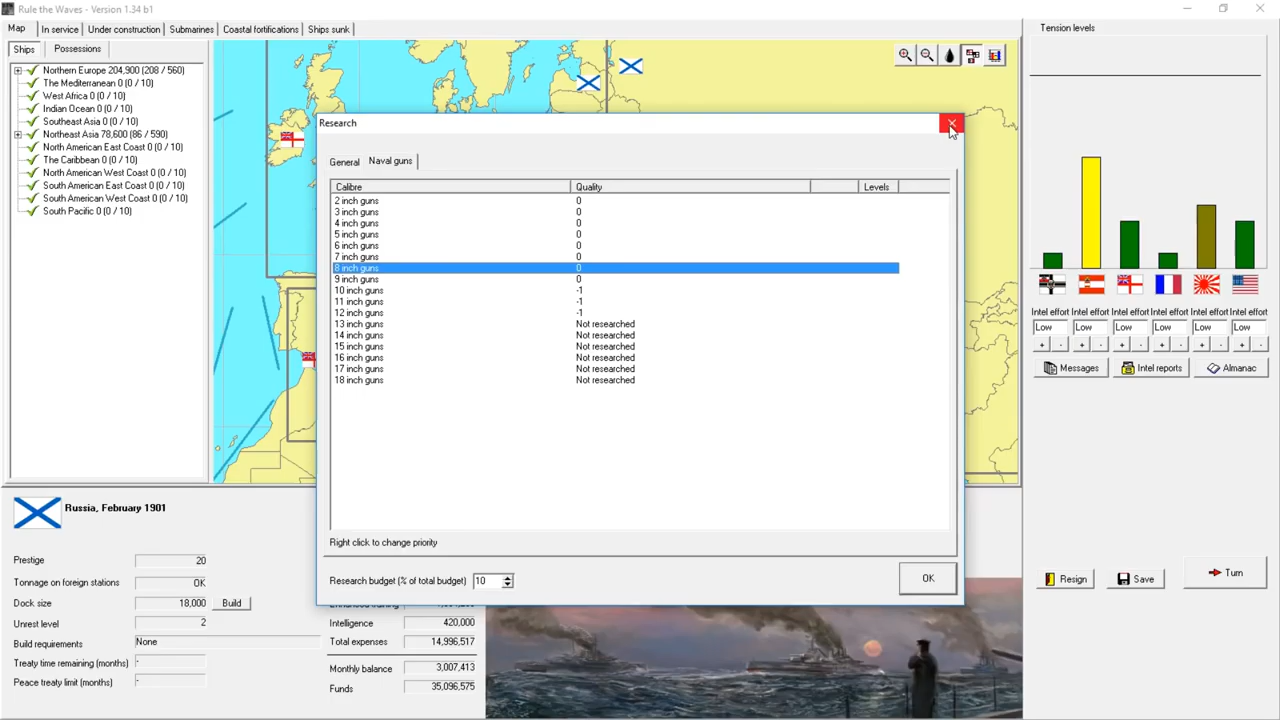 Rule the Waves - Version 1.34 b1
Map In service Under construction Submarines Coastal fortifications Ships sunk
Ships Possessions
Northern Europe 204,900 (208 / 560)
The Mediterranean 0 (0 / 10)
West Africa 0 (0 / 10)
Indian Ocean 0 (0 / 10)
Southeast Asia 0 (0 / 10)
Northeast Asia 78,600 (86 / 590)
North American East Coast 0 (0 / 10)
The Caribbean 0 (0 / 10)
North American West Coast 0 (0 / 10)
South American East Coast 0 (0 / 10)
South American West Coast 0 (0 / 10)
South Pacific 0 (0 / 10)
Research
General Naval guns
Calibre Quality Levels
2 inch guns 0
3 inch guns 0
4 inch guns 0
5 inch guns 0
6 inch guns 0
7 inch guns 0
8 inch guns 0
9 inch guns 0
10 inch guns -1
11 inch guns -1
12 inch guns -1
13 inch guns Not researched
14 inch guns Not researched
15 inch guns Not researched
16 inch guns Not researched
17 inch guns Not researched
18 inch guns Not researched
Right click to change priority
Research budget (% of total budget) 10
OK
Tension levels
Intel effort Intel effort Intel effort Intel effort Intel effort Intel effort
Low Low Low Low Low Low
+ - + - + - + - + - + -
Messages Intel reports Almanac
Resign Save Turn
Russia, February 1901
Prestige 20
Tonnage on foreign stations OK
Dock size 18,000 Build
Unrest level 2
Build requirements None
Treaty time remaining (months) -
Peace treaty limit (months) -
Intelligence 420,000
Total expenses 14,996,517
Monthly balance 3,007,413
Funds 35,096,575